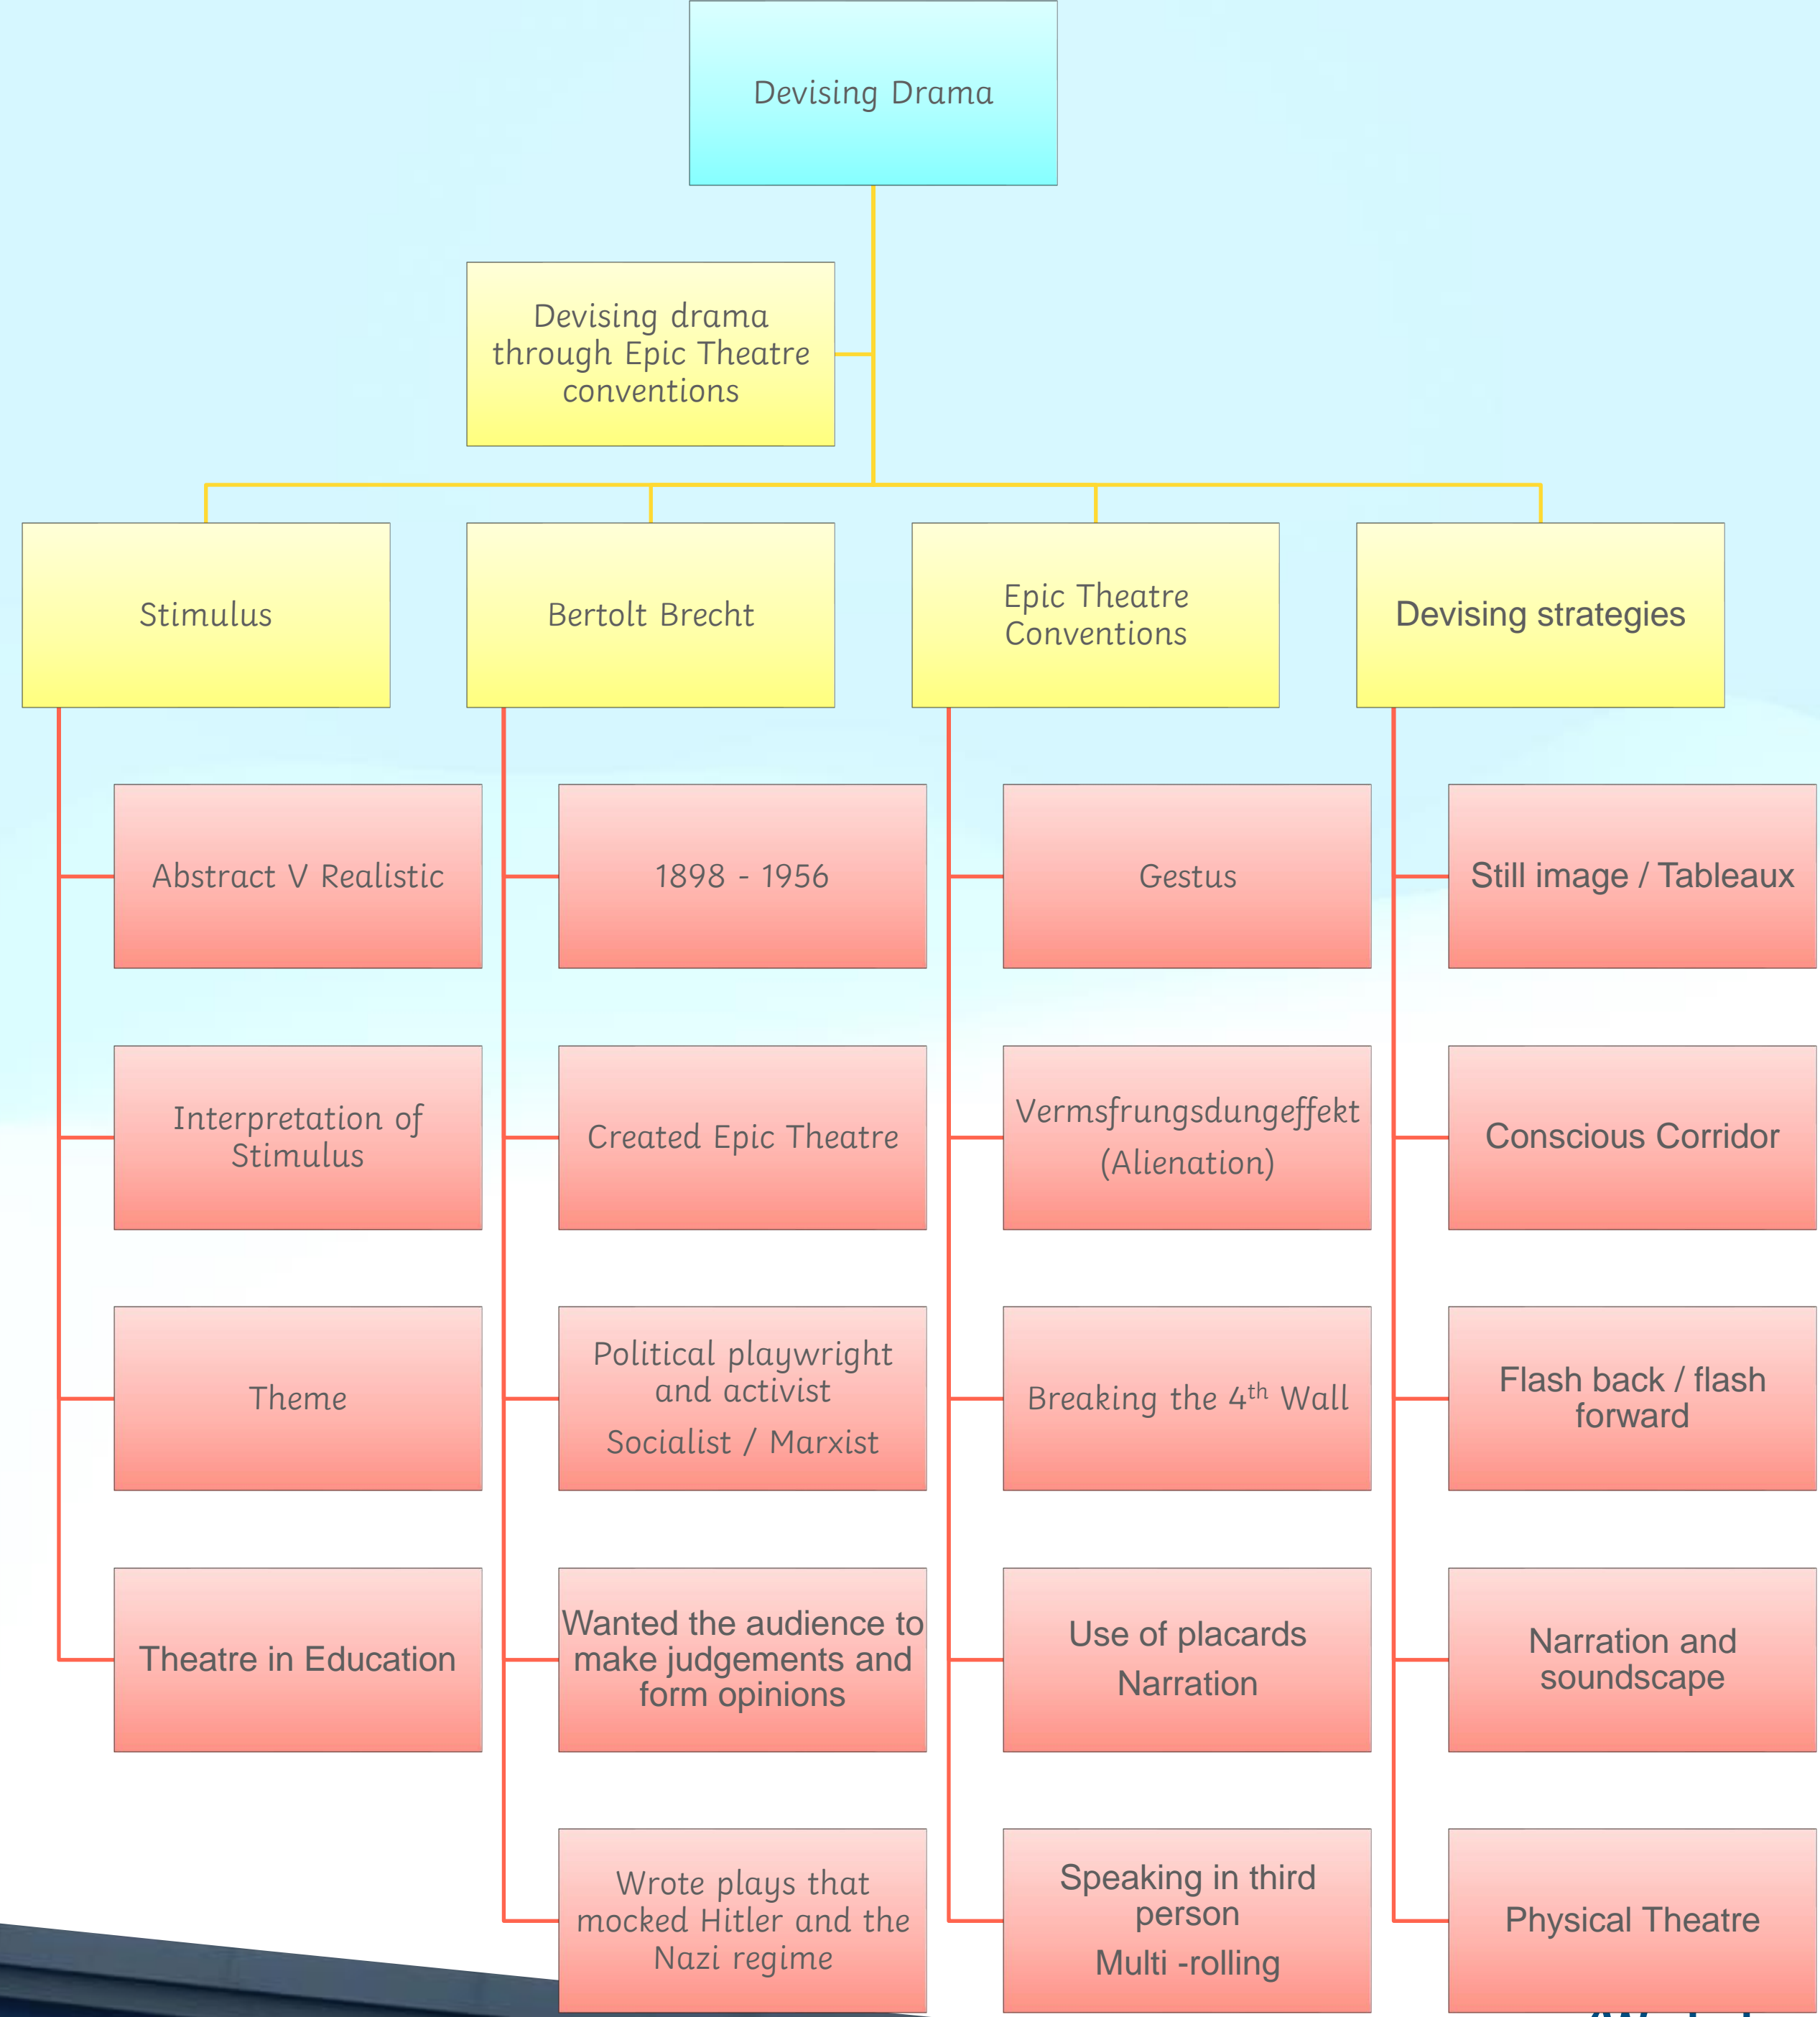 Devising Drama
Devising drama
through Epic Theatre
conventions
Stimulus
Bertolt Brecht
Epic Theatre
Conventions
Devising strategies
Abstract V Realistic
1898 - 1956
Gestus
Still image / Tableaux
Interpretation of
Stimulus
Created Epic Theatre
Vermsfrungsdungeffekt
(Alienation)
Conscious Corridor
Theme
Political playwright
and activist
Socialist / Marxist
Breaking the 4th Wall
Flash back / flash
forward
Theatre in Education
Wanted the audience to
make judgements and
form opinions
Use of placards
Narration
Narration and
soundscape
Wrote plays that
mocked Hitler and the
Nazi regime
Speaking in third
person
Multi -rolling
Physical Theatre